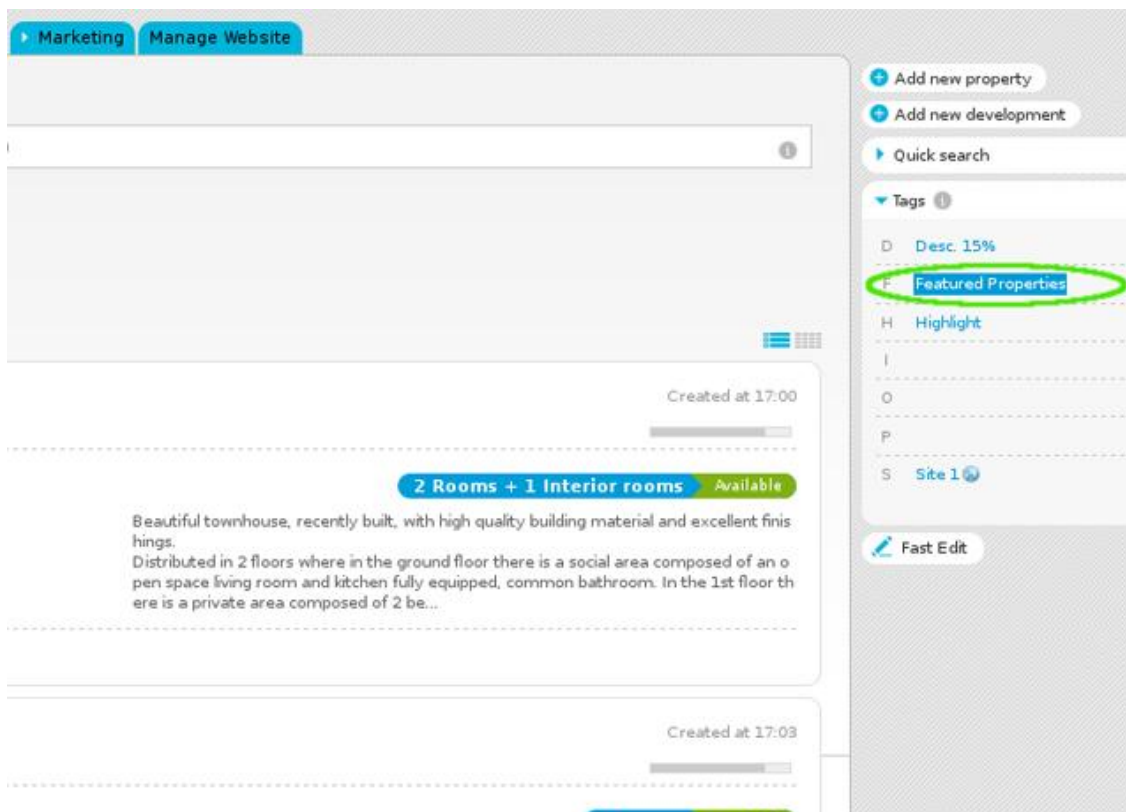 Marketing
Manage Website
Add new property
Add new development
Quick search
Tags
D Desc. 15%
F Featured Properties
H Highlight
I
O
P
S Site 1
Fast Edit
Created at 17:00
2 Rooms + 1 Interior rooms Available
Beautiful townhouse, recently built, with high quality building material and excellent finis
hings.
Distributed in 2 floors where in the ground floor there is a social area composed of an o
pen space living room and kitchen fully equipped, common bathroom. In the 1st floor th
ere is a private area composed of 2 be...
Created at 17:03